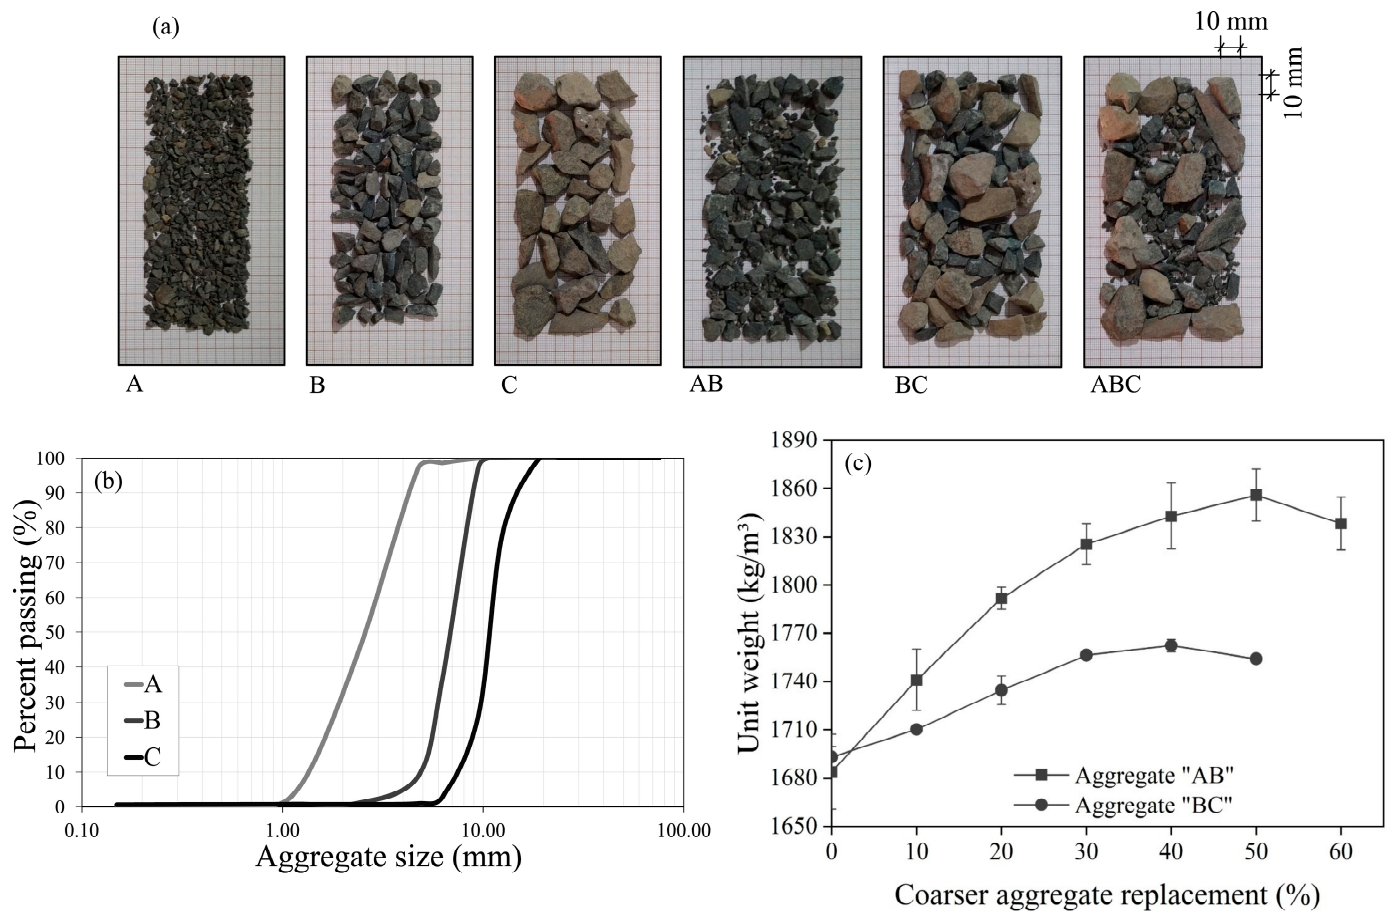 (a)
10 mm
10 mm
A
B
C
AB
BC
ABC
(b)
Percent passing (%)
100
90
80
70
60
50
40
30
20
10
0
A
B
C
0.10
1.00
10.00
100.00
Aggregate size (mm)
(c)
Unit weight (kg/m³)
1890
1860
1830
1800
1770
1740
1710
1680
1650
Aggregate "AB"
Aggregate "BC"
0
10
20
30
40
50
60
Coarser aggregate replacement (%)